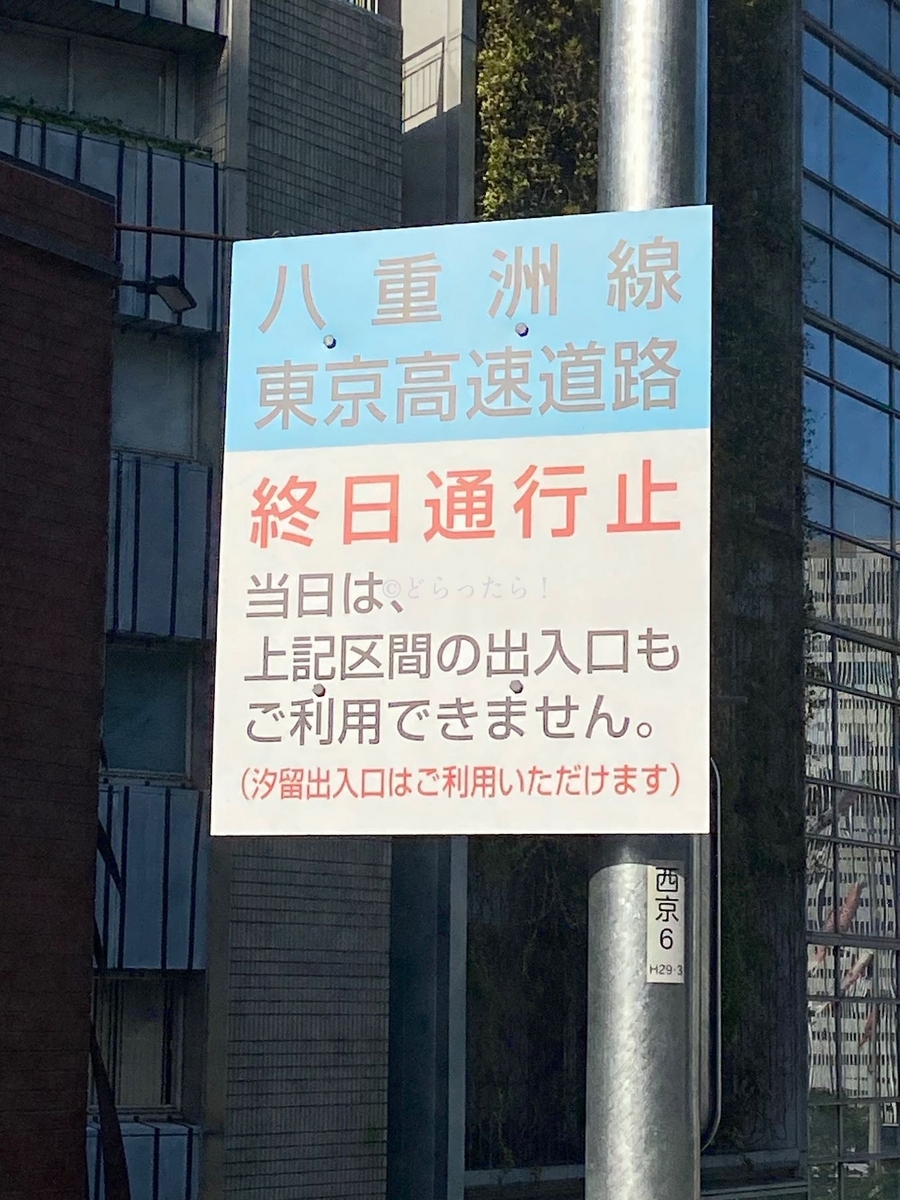 八重洲線
東京高速道路
終日通行止
当日は、
©どらったら！
上記区間の出入口も
ご利用できません。
（汐留出入口はご利用いただけます）
西京6
H29·3